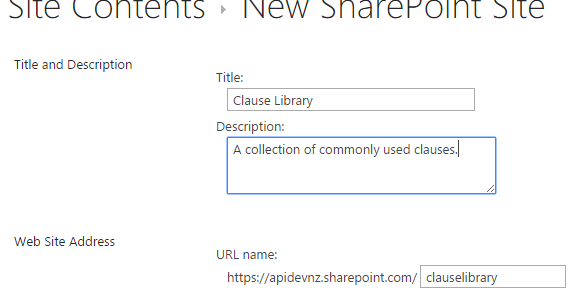 Site Contents › New SharePoint Site
Title and Description
Title:
Clause Library
Description:
A collection of commonly used clauses.
Web Site Address
URL name:
https://apidevnz.sharepoint.com/ clauselibrary